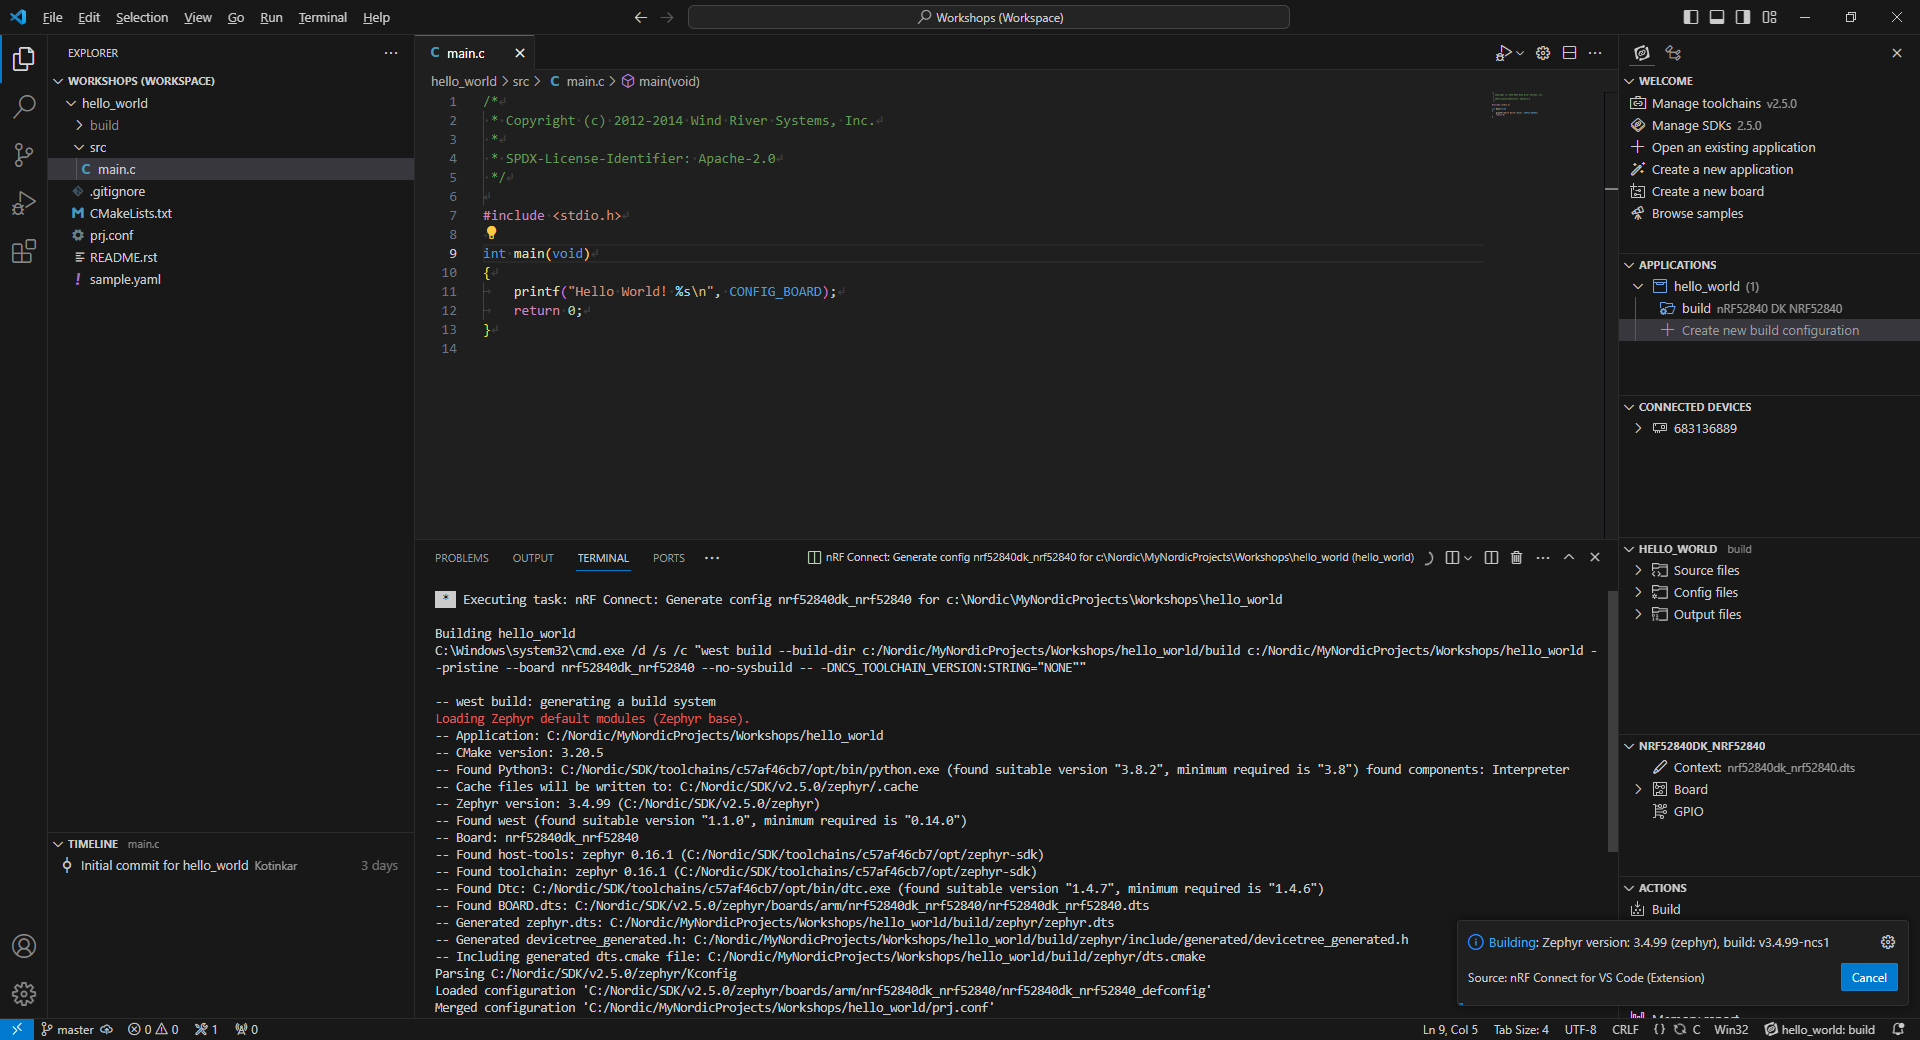 File Edit Selection View Go Run Terminal Help
Workshops (Workspace)
EXPLORER
WORKSHOPS (WORKSPACE)
hello_world
build
src
C main.c
.gitignore
M CMakeLists.txt
prj.conf
README.rst
! sample.yaml
TIMELINE main.c
Initial commit for hello_world Kotinkar 3 days
C main.c
hello_world > src > C main.c > main(void)
1 /*
2 * Copyright (c) 2012-2014 Wind River Systems, Inc.
3 *
4 * SPDX-License-Identifier: Apache-2.0
5 */
6
7 #include <stdio.h>
8
9 int main(void)
10 {
11 printf("Hello World! %s\n", CONFIG_BOARD);
12 return 0;
13 }
14
PROBLEMS OUTPUT TERMINAL PORTS
nRF Connect: Generate config nrf52840dk_nrf52840 for c:\Nordic\MyNordicProjects\Workshops\hello_world (hello_world)
* Executing task: nRF Connect: Generate config nrf52840dk_nrf52840 for c:\Nordic\MyNordicProjects\Workshops\hello_world
Building hello_world
C:\Windows\system32\cmd.exe /d /s /c "west build --build-dir c:/Nordic/MyNordicProjects/Workshops/hello_world/build c:/Nordic/MyNordicProjects/Workshops/hello_world -
-pristine --board nrf52840dk_nrf52840 --no-sysbuild -- -DNCS_TOOLCHAIN_VERSION:STRING="NONE""
-- west build: generating a build system
Loading Zephyr default modules (Zephyr base).
-- Application: C:/Nordic/MyNordicProjects/Workshops/hello_world
-- CMake version: 3.20.5
-- Found Python3: C:/Nordic/SDK/toolchains/c57af46cb7/opt/bin/python.exe (found suitable version "3.8.2", minimum required is "3.8") found components: Interpreter
-- Cache files will be written to: C:/Nordic/SDK/v2.5.0/zephyr/.cache
-- Zephyr version: 3.4.99 (C:/Nordic/SDK/v2.5.0/zephyr)
-- Found west (found suitable version "1.1.0", minimum required is "0.14.0")
-- Board: nrf52840dk_nrf52840
-- Found host-tools: zephyr 0.16.1 (C:/Nordic/SDK/toolchains/c57af46cb7/opt/zephyr-sdk)
-- Found toolchain: zephyr 0.16.1 (C:/Nordic/SDK/toolchains/c57af46cb7/opt/zephyr-sdk)
-- Found Dtc: C:/Nordic/SDK/toolchains/c57af46cb7/opt/bin/dtc.exe (found suitable version "1.4.7", minimum required is "1.4.6")
-- Found BOARD.dts: C:/Nordic/SDK/v2.5.0/zephyr/boards/arm/nrf52840dk_nrf52840/nrf52840dk_nrf52840.dts
-- Generated zephyr.dts: C:/Nordic/MyNordicProjects/Workshops/hello_world/build/zephyr/zephyr.dts
-- Generated devicetree_generated.h: C:/Nordic/MyNordicProjects/Workshops/hello_world/build/zephyr/include/generated/devicetree_generated.h
-- Including generated dts.cmake file: C:/Nordic/MyNordicProjects/Workshops/hello_world/build/zephyr/dts.cmake
Parsing C:/Nordic/SDK/v2.5.0/zephyr/Kconfig
Loaded configuration 'C:/Nordic/SDK/v2.5.0/zephyr/boards/arm/nrf52840dk_nrf52840/nrf52840dk_nrf52840_defconfig'
Merged configuration 'C:/Nordic/MyNordicProjects/Workshops/hello_world/prj.conf'
WELCOME
Manage toolchains v2.5.0
Manage SDKs 2.5.0
Open an existing application
Create a new application
Create a new board
Browse samples
APPLICATIONS
hello_world (1)
build nRF52840 DK NRF52840
Create new build configuration
CONNECTED DEVICES
683136889
HELLO_WORLD build
Source files
Config files
Output files
NRF52840DK_NRF52840
Context: nrf52840dk_nrf52840.dts
Board
GPIO
ACTIONS
Build
Building: Zephyr version: 3.4.99 (zephyr), build: v3.4.99-ncs1
Source: nRF Connect for VS Code (Extension)
Cancel
master 0 0 1 0
Ln 9, Col 5 Tab Size: 4 UTF-8 CRLF {} C Win32 hello_world: build